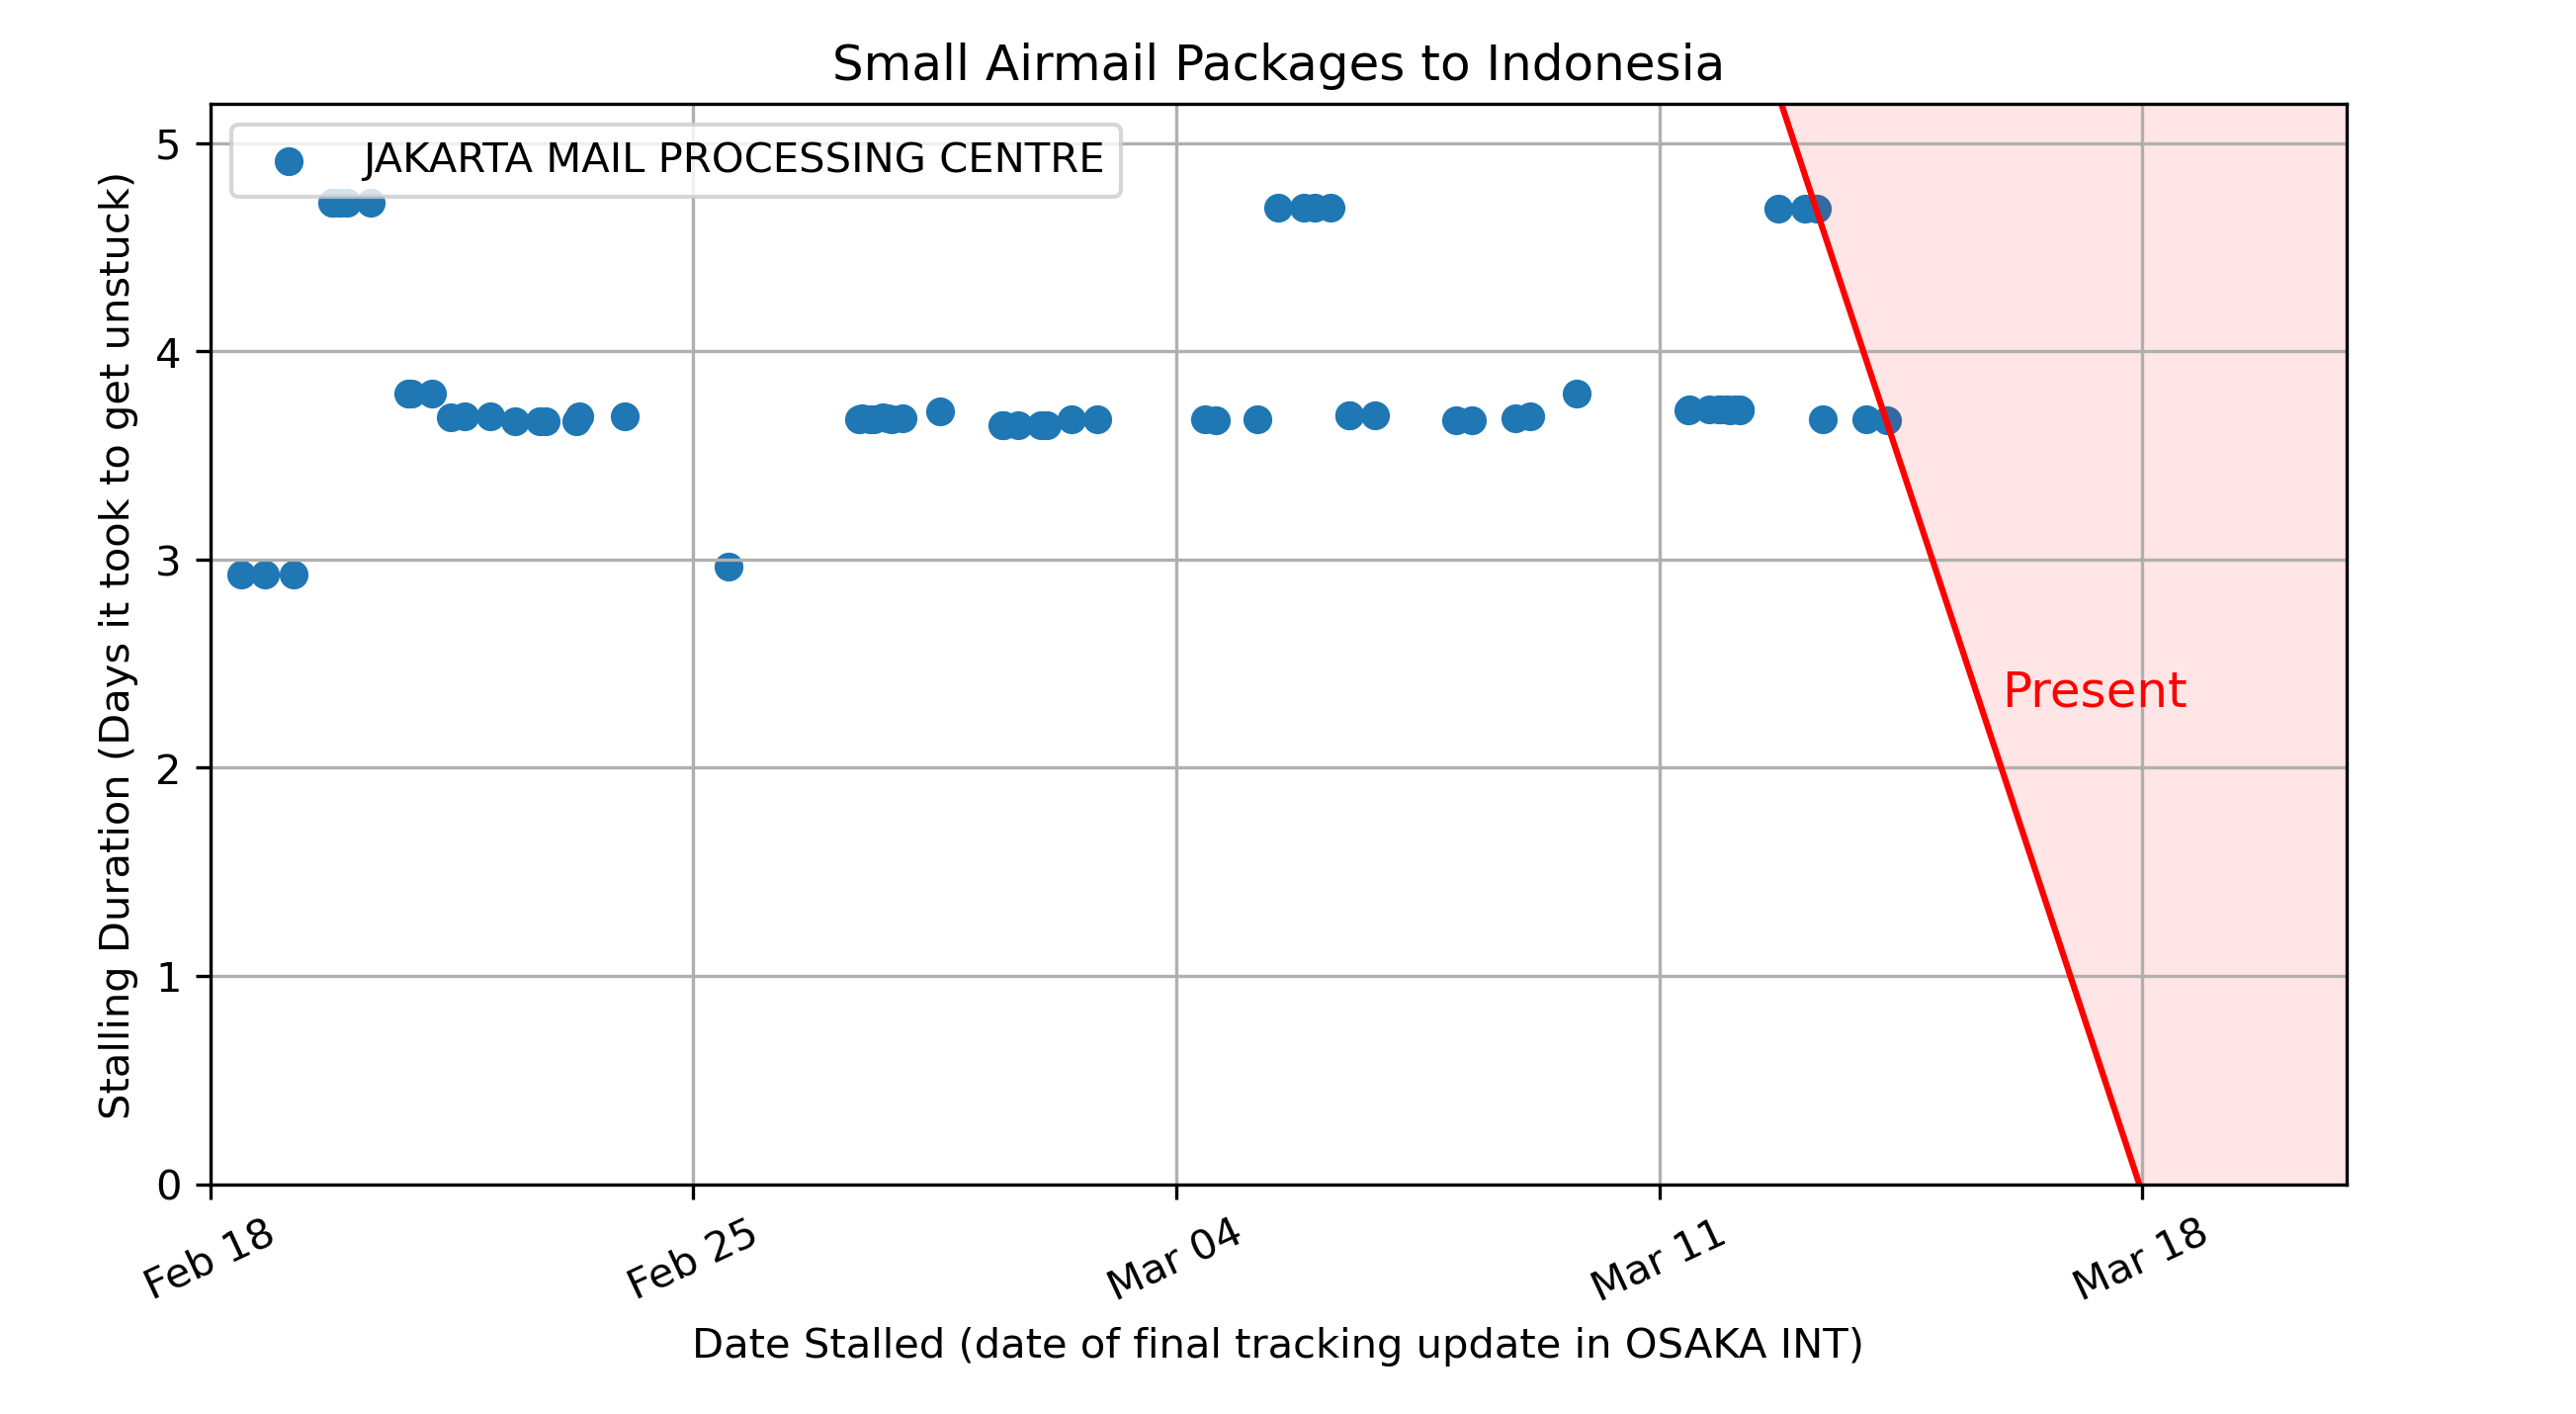 Small Airmail Packages to Indonesia
JAKARTA MAIL PROCESSING CENTRE
Stalling Duration (Days it took to get unstuck)
5
4
3
2
1
0
Present
Feb 18
Feb 25
Mar 04
Mar 11
Mar 18
Date Stalled (date of final tracking update in OSAKA INT)